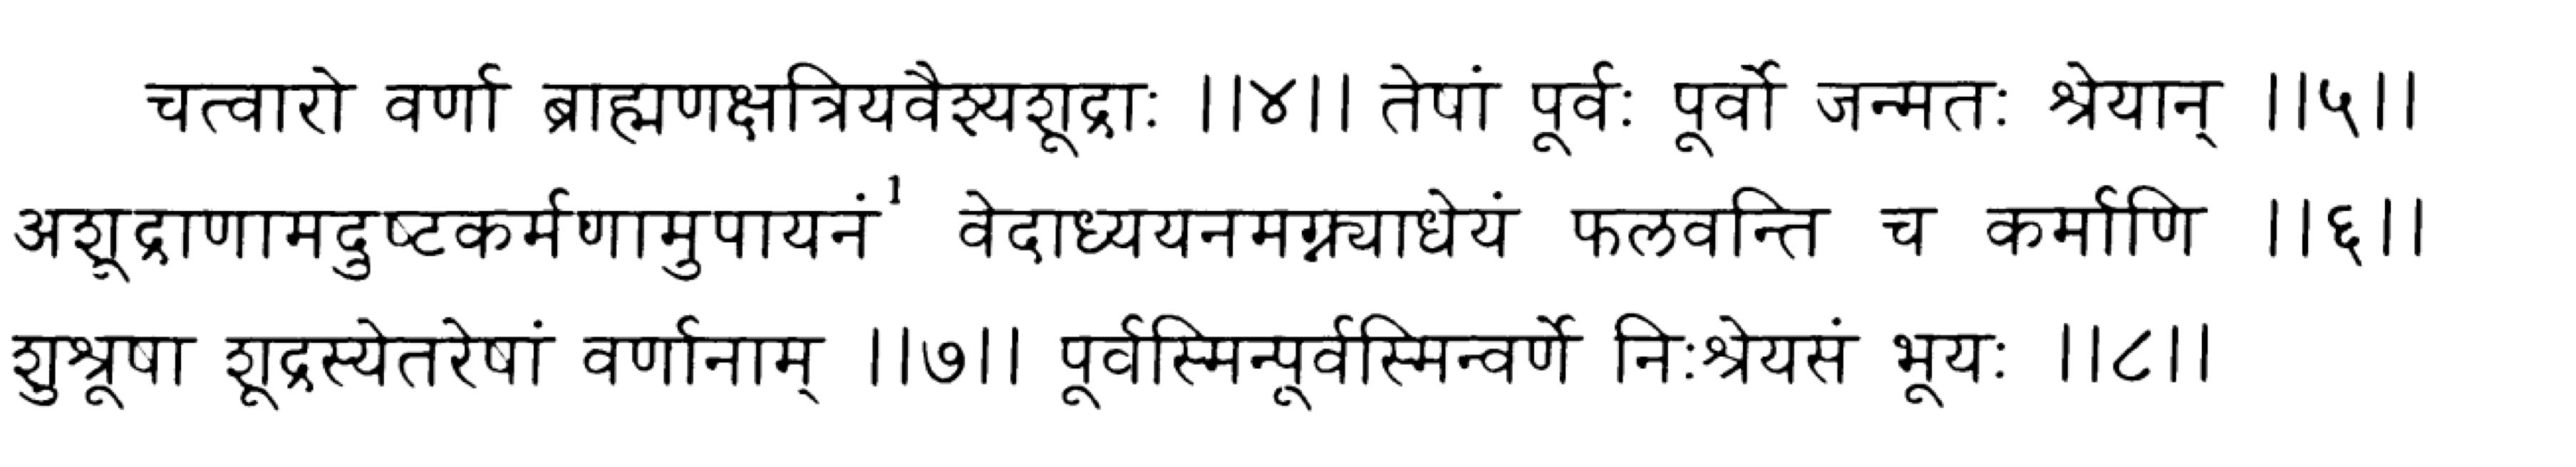 चत्वारो वर्णा ब्राह्मणक्षत्रियवैश्यशूद्राः ।।४।। तेषां पूर्वः पूर्वो जन्मतः श्रेयान् ।।५।।
अशूद्राणामदुष्टकर्मणामुपायनं¹ वेदाध्ययनमग्न्याधेयं फलवन्ति च कर्माणि ।।६।।
शुश्रूषा शूद्रस्येतरेषां वर्णानाम् ।।७।। पूर्वस्मिन्पूर्वस्मिन्वर्णे निःश्रेयसं भूयः ।।८।।